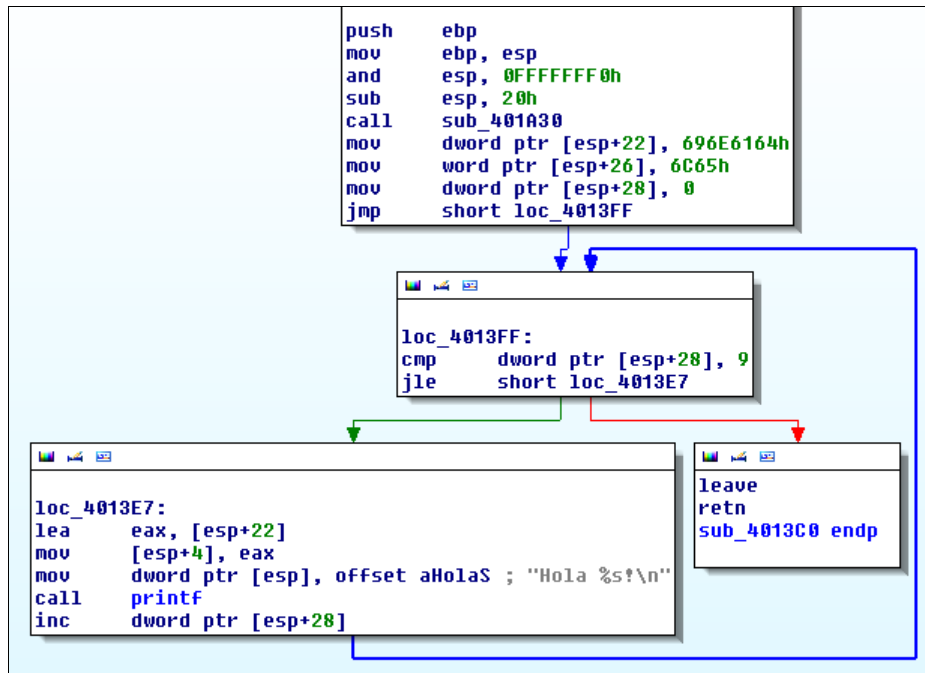 push ebp
mov ebp, esp
and esp, 0FFFFFFF0h
sub esp, 20h
call sub_401A30
mov dword ptr [esp+22], 696E6164h
mov word ptr [esp+26], 6C65h
mov dword ptr [esp+28], 0
jmp short loc_4013FF
loc_4013FF:
cmp dword ptr [esp+28], 9
jle short loc_4013E7
loc_4013E7:
lea eax, [esp+22]
mov [esp+4], eax
mov dword ptr [esp], offset aHolaS ; "Hola %s!\n"
call printf
inc dword ptr [esp+28]
leave
retn
sub_4013C0 endp